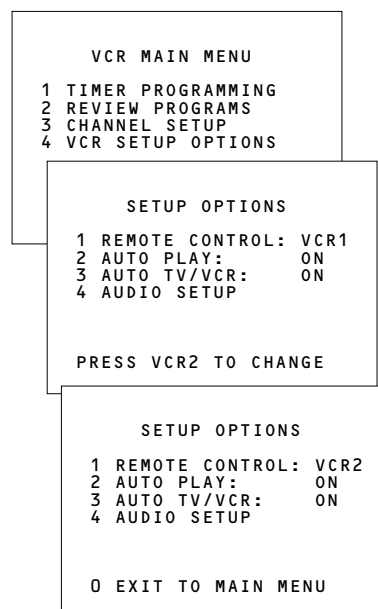 VCR MAIN MENU
1 TIMER PROGRAMMING
2 REVIEW PROGRAMS
3 CHANNEL SETUP
4 VCR SETUP OPTIONS
SETUP OPTIONS
1 REMOTE CONTROL: VCR1
2 AUTO PLAY: ON
3 AUTO TV/VCR: ON
4 AUDIO SETUP
PRESS VCR2 TO CHANGE
SETUP OPTIONS
1 REMOTE CONTROL: VCR2
2 AUTO PLAY: ON
3 AUTO TV/VCR: ON
4 AUDIO SETUP
0 EXIT TO MAIN MENU